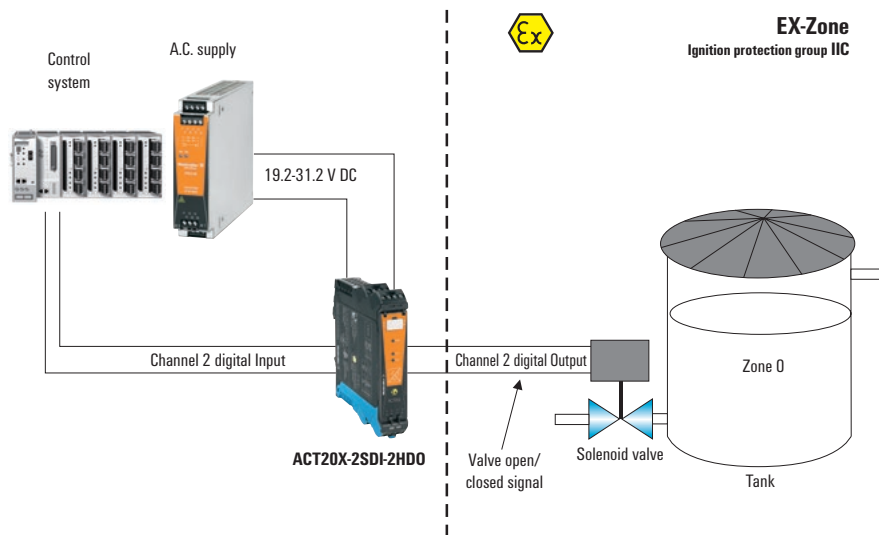 Control
system
A.C. supply
Ex
EX-Zone
Ignition protection group IIC
19.2-31.2 V DC
Channel 2 digital Input
Channel 2 digital Output
Zone 0
ACT20X-2SDI-2HDO
Valve open/
closed signal
Solenoid valve
Tank